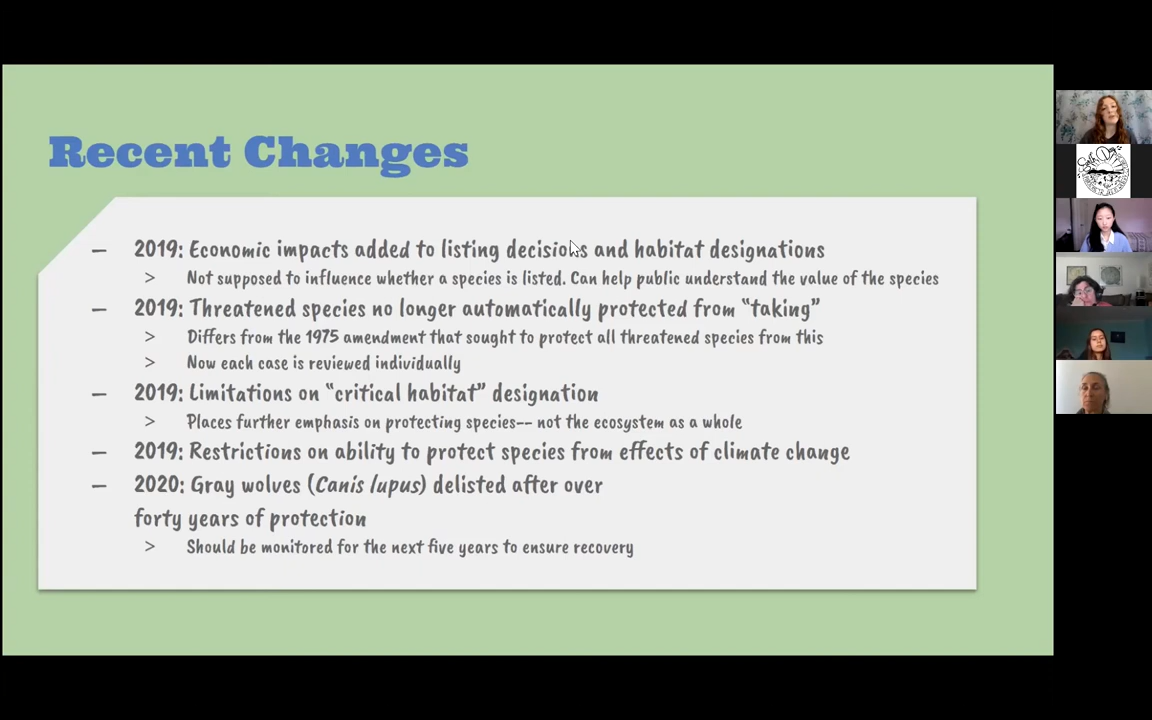 Recent Changes
– 2019: Economic impacts added to listing decisions and habitat designations
> Not supposed to influence whether a species is listed. Can help public understand the value of the species
– 2019: Threatened species no longer automatically protected from “taking”
> Differs from the 1975 amendment that sought to protect all threatened species from this
> Now each case is reviewed individually
– 2019: Limitations on “critical habitat” designation
> Places further emphasis on protecting species-- not the ecosystem as a whole
– 2019: Restrictions on ability to protect species from effects of climate change
– 2020: Gray wolves (Canis lupus) delisted after over
forty years of protection
> Should be monitored for the next five years to ensure recovery